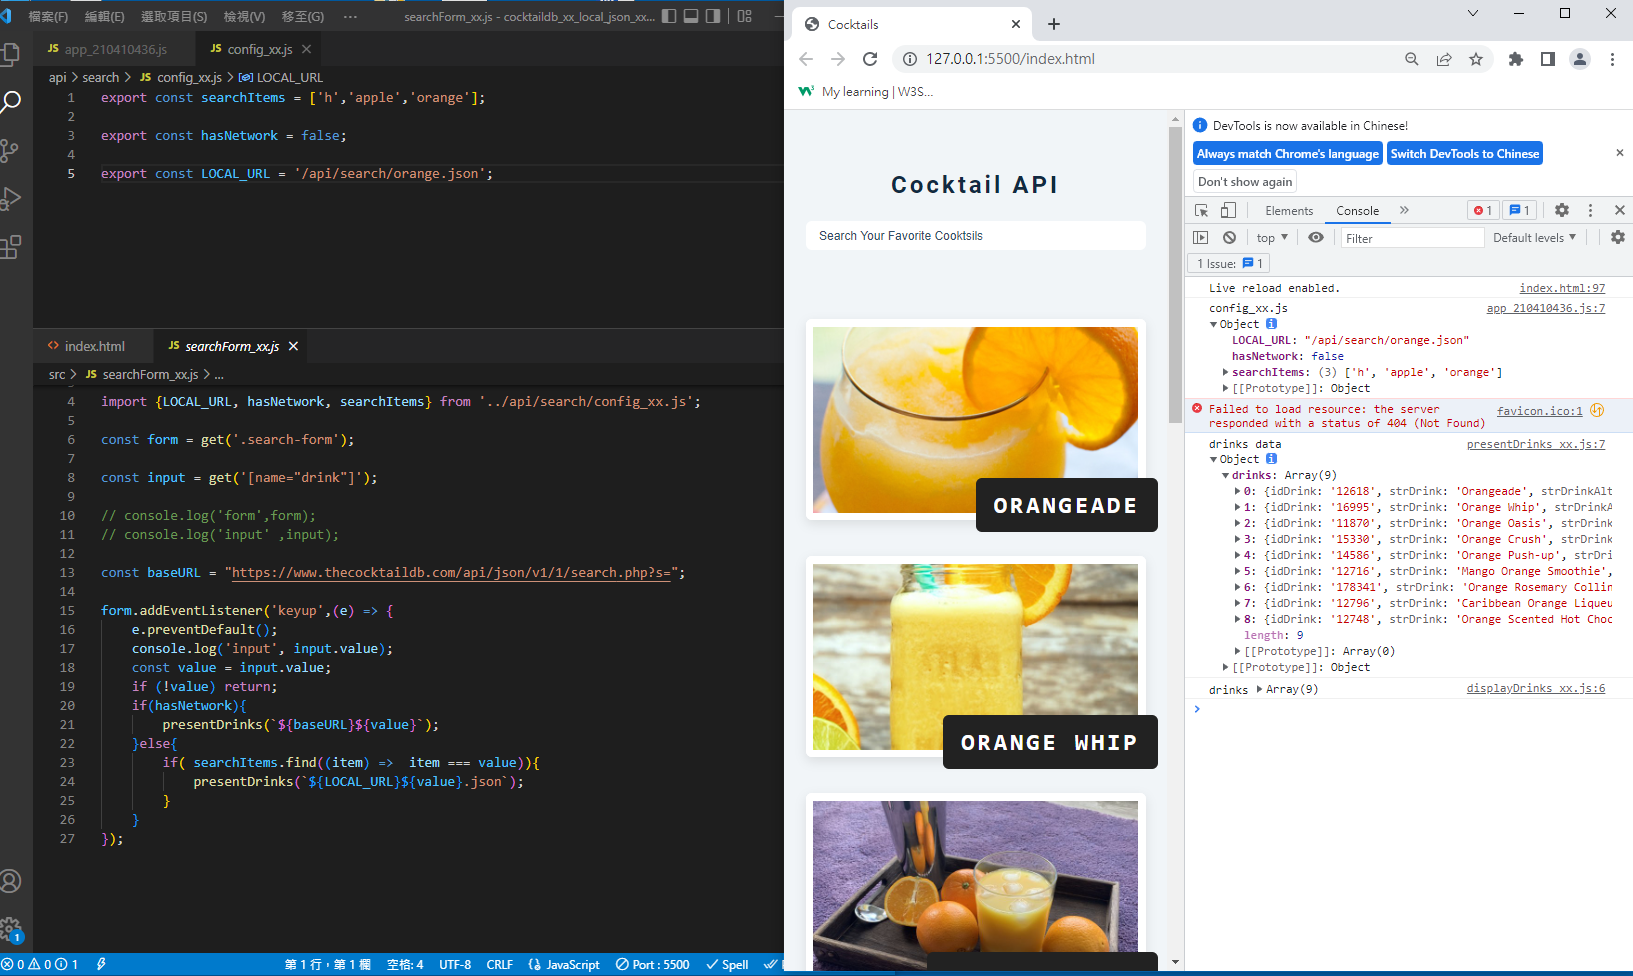 檔案(F) 編輯(E) 選取項目(S) 檢視(V) 移至(G) ··· searchForm_xx.js - cocktaildb_xx_local_json_xx...
JS app_210410436.js JS config_xx.js ×
api > search > JS config_xx.js > LOCAL_URL
1 export const searchItems = ['h','apple','orange'];
2
3 export const hasNetwork = false;
4
5 export const LOCAL_URL = '/api/search/orange.json';
<> index.html JS searchForm_xx.js ×
src > JS searchForm_xx.js > ...
4 import {LOCAL_URL, hasNetwork, searchItems} from '../api/search/config_xx.js';
5
6 const form = get('.search-form');
7
8 const input = get('[name="drink"]');
9
10 // console.log('form',form);
11 // console.log('input' ,input);
12
13 const baseURL = "https://www.thecocktaildb.com/api/json/v1/1/search.php?s=";
14
15 form.addEventListener('keyup',(e) => {
16 e.preventDefault();
17 console.log('input', input.value);
18 const value = input.value;
19 if (!value) return;
20 if(hasNetwork){
21 presentDrinks(`${baseURL}${value}`);
22 }else{
23 if( searchItems.find((item) =>  item === value)){
24 presentDrinks(`${LOCAL_URL}${value}.json`);
25 }
26 }
27 });
1
0 0 1 第 1 行，第 1 欄 空格: 4 UTF-8 CRLF {} JavaScript Port : 5500 Spell
Cocktails
127.0.0.1:5500/index.html
My learning | W3S...
Cocktail API
Search Your Favorite Cooktsils
ORANGEADE
ORANGE WHIP
DevTools is now available in Chinese!
Always match Chrome's language Switch DevTools to Chinese
Don't show again
Elements Console » 1 1
top ▼ Filter Default levels ▼
1 Issue: 1
Live reload enabled. index.html:97
config_xx.js app_210410436.js:7
▼Object
LOCAL_URL: "/api/search/orange.json"
hasNetwork: false
▶searchItems: (3) ['h', 'apple', 'orange']
▶[[Prototype]]: Object
Failed to load resource: the server favicon.ico:1
responded with a status of 404 (Not Found)
drinks data presentDrinks_xx.js:7
▼Object
▼drinks: Array(9)
▶0: {idDrink: '12618', strDrink: 'Orangeade', strDrinkAlt
▶1: {idDrink: '16995', strDrink: 'Orange Whip', strDrinkA
▶2: {idDrink: '11870', strDrink: 'Orange Oasis', strDrink
▶3: {idDrink: '15330', strDrink: 'Orange Crush', strDrink
▶4: {idDrink: '14586', strDrink: 'Orange Push-up', strDri
▶5: {idDrink: '12716', strDrink: 'Mango Orange Smoothie',
▶6: {idDrink: '178341', strDrink: 'Orange Rosemary Collin
▶7: {idDrink: '12796', strDrink: 'Caribbean Orange Liqueu
▶8: {idDrink: '12748', strDrink: 'Orange Scented Hot Choc
length: 9
▶[[Prototype]]: Array(0)
▶[[Prototype]]: Object
drinks ▶Array(9) displayDrinks_xx.js:6